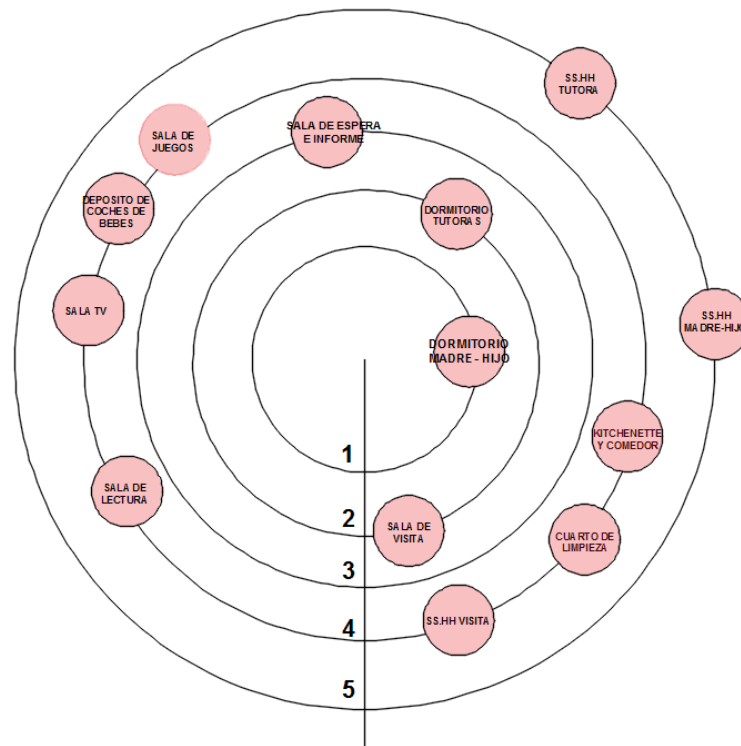 SS.HH
TUTORA
SALA DE ESPERA
E INFORME
SALA DE
JUEGOS
DEPOSITO DE
COCHES DE
BEBES
DORMITORIO
TUTORAS
SALA TV
SS.HH
MADRE-HIJO
DORMITORIO
MADRE - HIJO
KITCHENETTE
Y COMEDOR
1
SALA DE
LECTURA
2
SALA DE
VISITA
CUARTO DE
LIMPIEZA
3
SS.HH VISITA
4
5